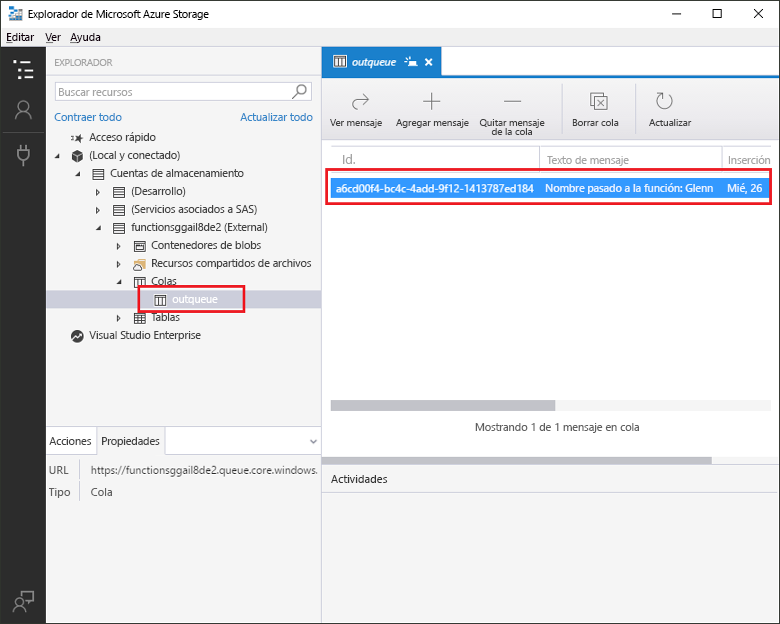 Explorador de Microsoft Azure Storage
Editar Ver Ayuda
EXPLORADOR
Buscar recursos
Contraer todo Actualizar todo
Acceso rápido
(Local y conectado)
Cuentas de almacenamiento
(Desarrollo)
(Servicios asociados a SAS)
functionsggail8de2 (External)
Contenedores de blobs
Recursos compartidos de archivos
Colas
outqueue
Tablas
Visual Studio Enterprise
Acciones Propiedades
URL https://functionsggail8de2.queue.core.windows.
Tipo Cola
outqueue
Ver mensaje Agregar mensaje Quitar mensaje Borrar cola Actualizar
de la cola
Id. Texto de mensaje Inserción
a6cd00f4-bc4c-4add-9f12-1413787ed184 Nombre pasado a la función: Glenn Mié, 26
Mostrando 1 de 1 mensaje en cola
Actividades